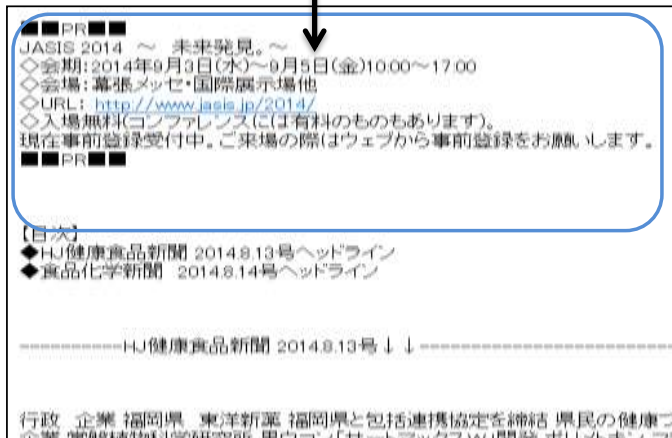 ■■PR■■
JASIS 2014 ～ 未来発見。～
◇会期：2014年9月3日(水)～9月5日(金)10:00～17:00
◇会場：幕張メッセ・国際展示場他
◇URL： http://www.jasis.jp/2014/
◇入場無料(コンファレンスには有料のものもあります)。
現在事前登録受付中。ご来場の際はウェブから事前登録をお願いします。
■■PR■■
【目次】
◆HJ健康食品新聞 2014.8.13号ヘッドライン
◆食品化学新聞 2014.8.14号ヘッドライン
----------HJ健康食品新聞 2014.8.13号↓↓--------------------
行政 企業 福岡県 東洋新薬 福岡県と包括連携協定を締結 県民の健康